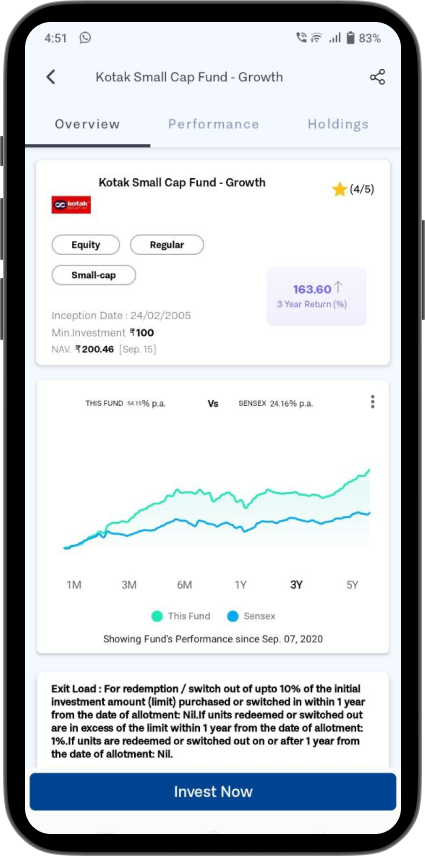 4:51 83%
Kotak Small Cap Fund - Growth
Overview Performance Holdings
Kotak Small Cap Fund - Growth
(4/5)
kotak
Equity Regular
Small-cap
163.60↑
3 Year Return (%)
Inception Date : 24/02/2005
Min.Investment ₹100
NAV. ₹200.46 [Sep. 15]
THIS FUND 54.15% p.a. Vs SENSEX 24.16% p.a.
1M 3M 6M 1Y 3Y 5Y
This Fund Sensex
Showing Fund's Performance since Sep. 07, 2020
Exit Load : For redemption / switch out of upto 10% of the initial
investment amount (limit) purchased or switched in within 1 year
from the date of allotment: Nil.If units redeemed or switched out
are in excess of the limit within 1 year from the date of allotment:
1%.If units are redeemed or switched out on or after 1 year from
the date of allotment: Nil.
Invest Now